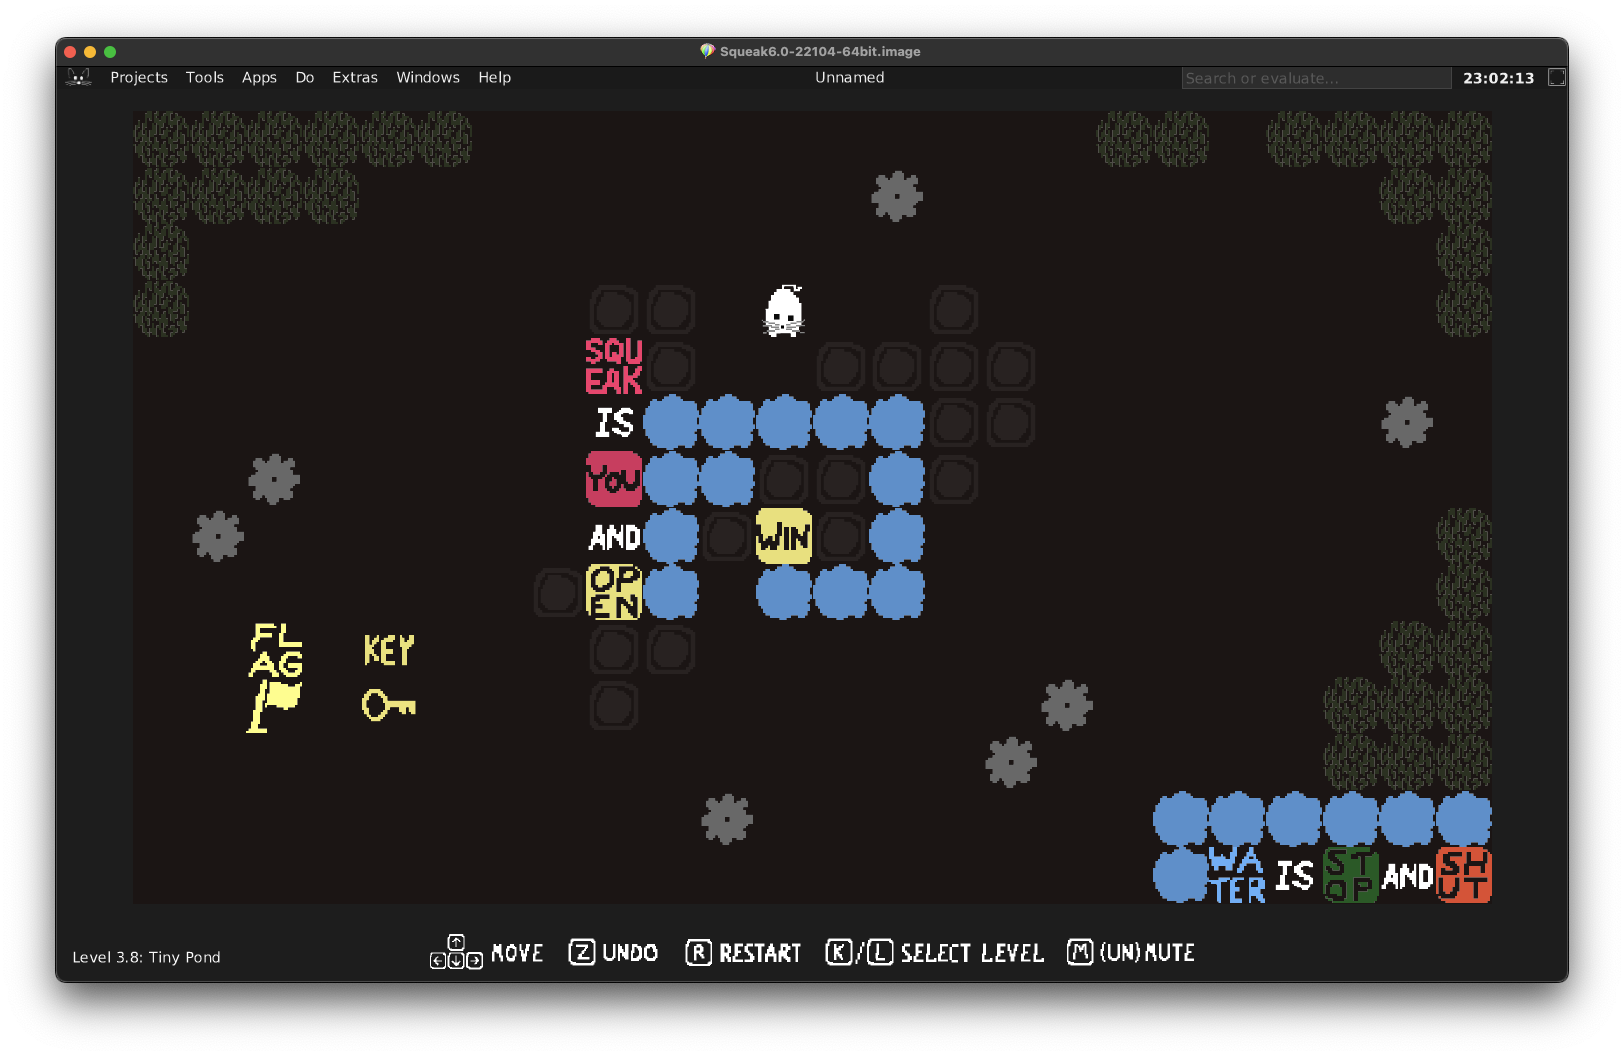 Squeak6.0-22104-64bit.image
Projects Tools Apps Do Extras Windows Help Unnamed Search or evaluate... 23:02:13
SQU
EAK
IS
YOU
AND WIN
OP
EN
FL
AG
KEY
WA
TER
IS
ST
OP
AND
SH
UT
Level 3.8: Tiny Pond
MOVE Z UNDO R RESTART K/L SELECT LEVEL M (UN)MUTE